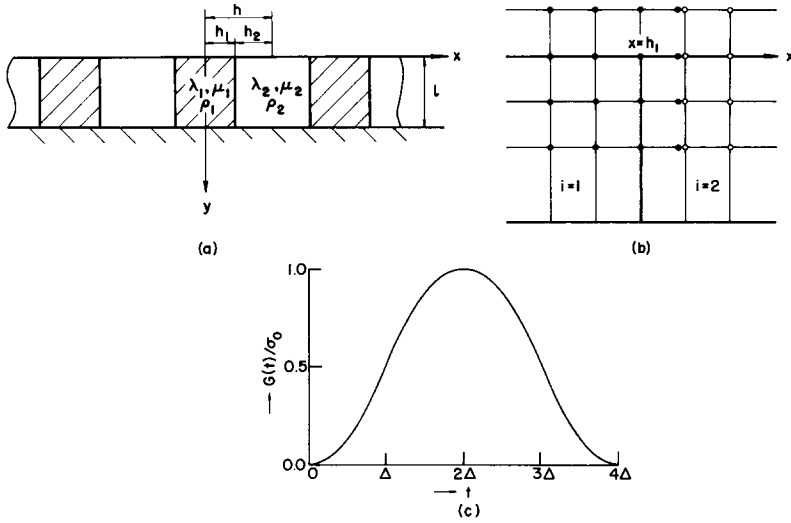 h
h₁ h₂
x
λ₁, μ₁
ρ₁
λ₂, μ₂
ρ₂
l
y
(a)
x=h₁
x
i=1
i=2
(b)
G(t)/σ₀
1.0
0.5
0.0
0 Δ 2Δ 3Δ 4Δ
t
(c)